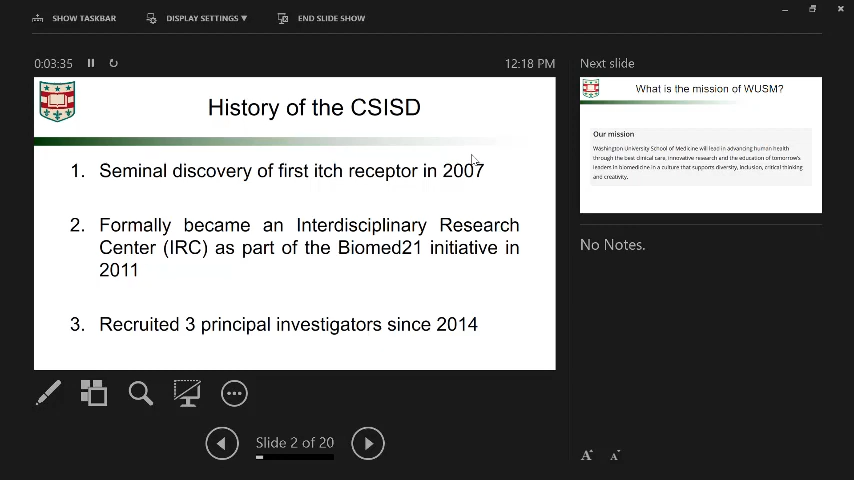 SHOW TASKBAR
DISPLAY SETTINGS ▼
END SLIDE SHOW
0:03:35
12:18 PM
History of the CSISD
1. Seminal discovery of first itch receptor in 2007
2. Formally became an Interdisciplinary Research
Center (IRC) as part of the Biomed21 initiative in
2011
3. Recruited 3 principal investigators since 2014
Slide 2 of 20
Next slide
What is the mission of WUSM?
Our mission
Washington University School of Medicine will lead in advancing human health
through the best clinical care, innovative research and the education of tomorrow's
leaders in biomedicine in a culture that supports diversity, inclusion, critical thinking
and creativity.
No Notes.
A A